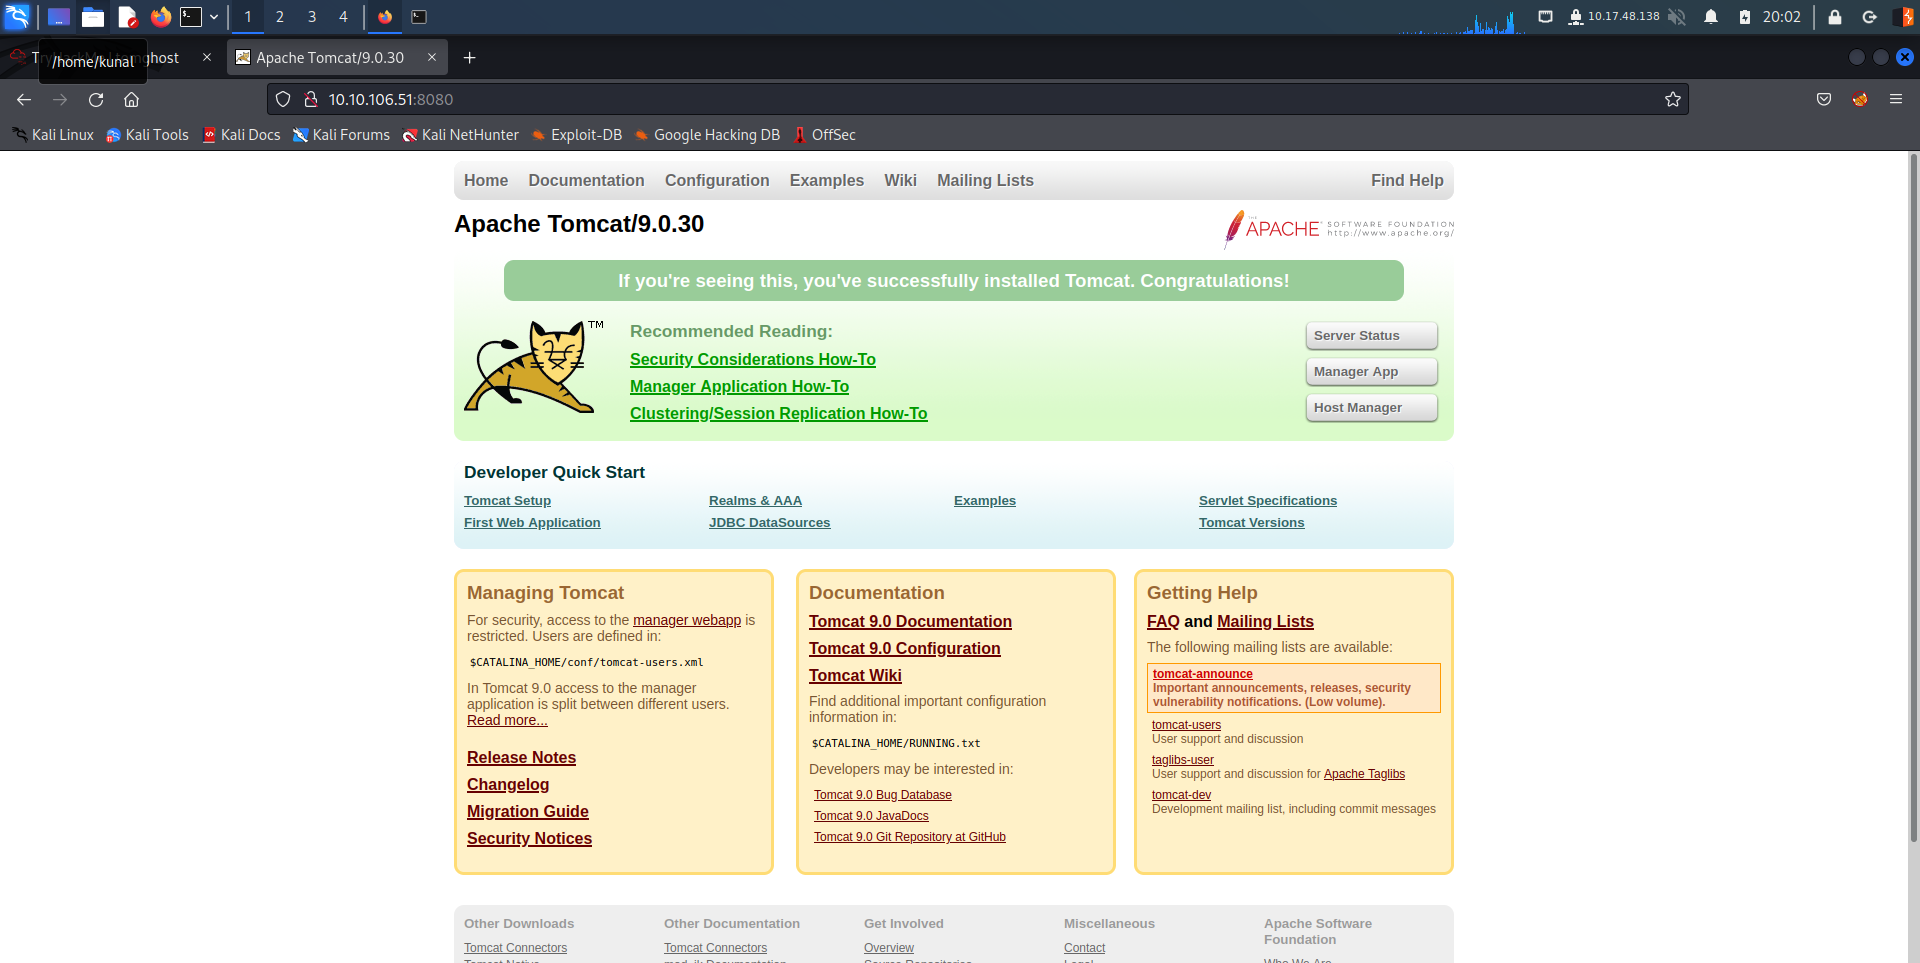 1 2 3 4
10.17.48.138
20:02
/home/kunal
ghost
Apache Tomcat/9.0.30
10.10.106.51:8080
Kali Linux
Kali Tools
Kali Docs
Kali Forums
Kali NetHunter
Exploit-DB
Google Hacking DB
OffSec
Home Documentation Configuration Examples Wiki Mailing Lists Find Help
Apache Tomcat/9.0.30
THE
APACHE
SOFTWARE FOUNDATION
http://www.apache.org/
If you're seeing this, you've successfully installed Tomcat. Congratulations!
TM
Recommended Reading:
Security Considerations How-To
Manager Application How-To
Clustering/Session Replication How-To
Server Status
Manager App
Host Manager
Developer Quick Start
Tomcat Setup
First Web Application
Realms & AAA
JDBC DataSources
Examples
Servlet Specifications
Tomcat Versions
Managing Tomcat
For security, access to the manager webapp is
restricted. Users are defined in:
$CATALINA_HOME/conf/tomcat-users.xml
In Tomcat 9.0 access to the manager
application is split between different users.
Read more...
Release Notes
Changelog
Migration Guide
Security Notices
Documentation
Tomcat 9.0 Documentation
Tomcat 9.0 Configuration
Tomcat Wiki
Find additional important configuration
information in:
$CATALINA_HOME/RUNNING.txt
Developers may be interested in:
Tomcat 9.0 Bug Database
Tomcat 9.0 JavaDocs
Tomcat 9.0 Git Repository at GitHub
Getting Help
FAQ and Mailing Lists
The following mailing lists are available:
tomcat-announce
Important announcements, releases, security
vulnerability notifications. (Low volume).
tomcat-users
User support and discussion
taglibs-user
User support and discussion for Apache Taglibs
tomcat-dev
Development mailing list, including commit messages
Other Downloads
Tomcat Connectors
Other Documentation
Tomcat Connectors
Get Involved
Overview
Miscellaneous
Contact
Apache Software
Foundation